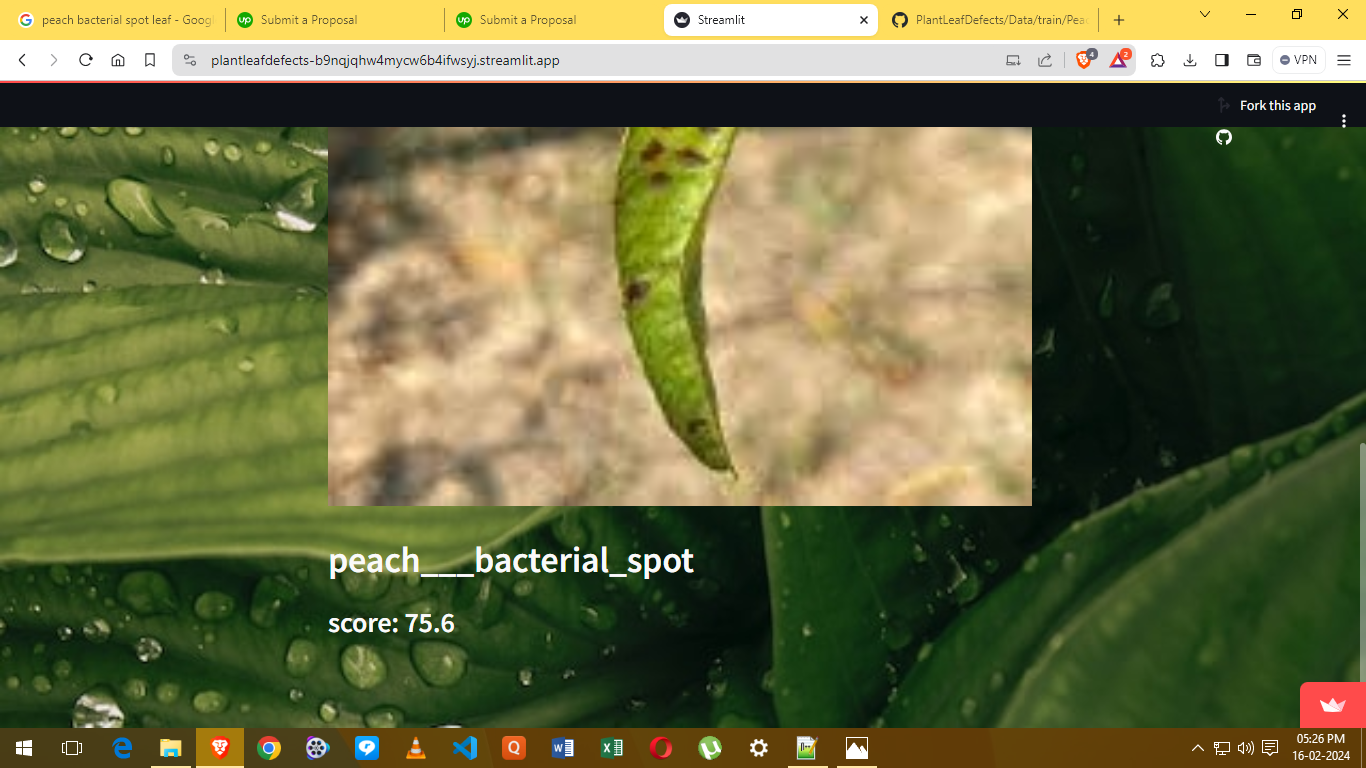 peach bacterial spot leaf - Googl
Submit a Proposal
Submit a Proposal
Streamlit
PlantLeafDefects/Data/train/Peac
plantleafdefects-b9nqjqhw4mycw6b4ifwsyj.streamlit.app
4
2
VPN
Fork this app
peach___bacterial_spot
score: 75.6
05:26 PM
16-02-2024